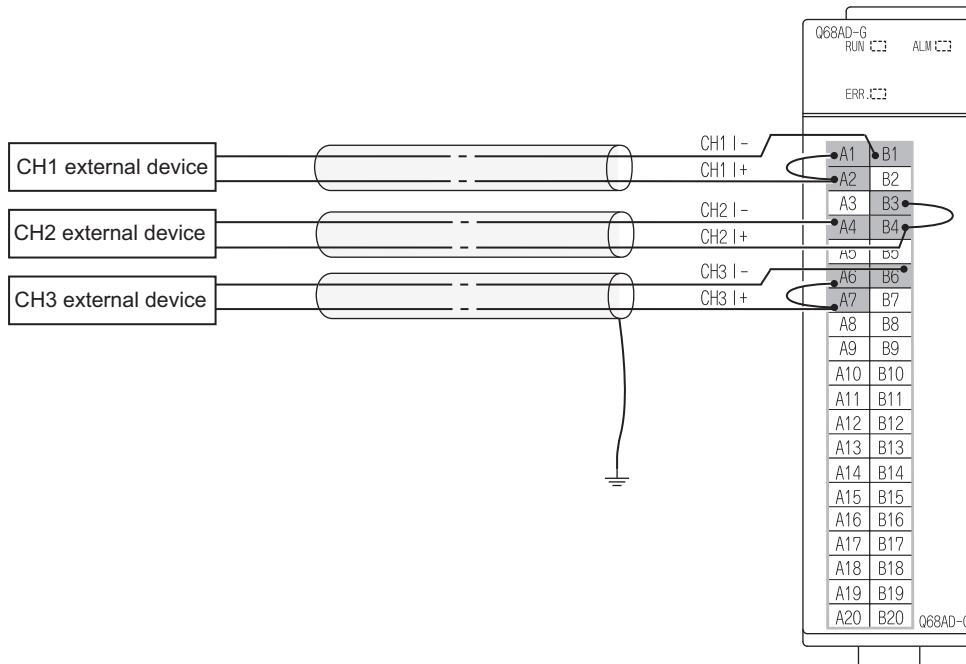 Q68AD-G
RUN ALM
ERR.
CH1 external device
CH1 I-
CH1 I+
CH2 external device
CH2 I-
CH2 I+
CH3 external device
CH3 I-
CH3 I+
A1 B1
A2 B2
A3 B3
A4 B4
A5 B5
A6 B6
A7 B7
A8 B8
A9 B9
A10 B10
A11 B11
A12 B12
A13 B13
A14 B14
A15 B15
A16 B16
A17 B17
A18 B18
A19 B19
A20 B20